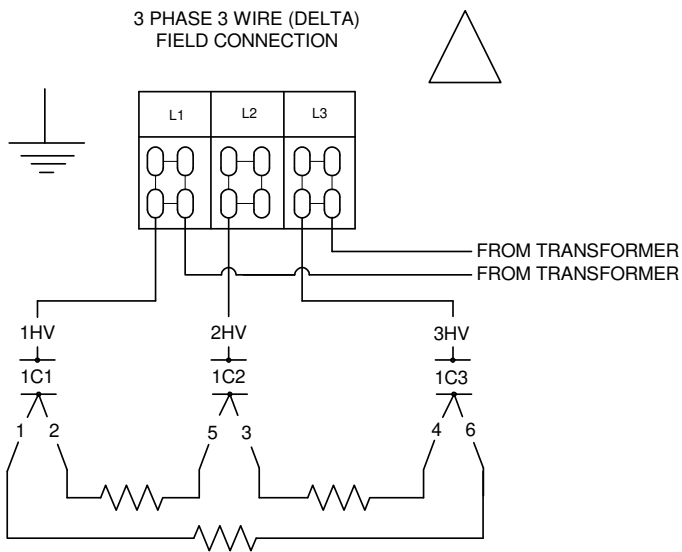 3 PHASE 3 WIRE (DELTA)
FIELD CONNECTION
L1 L2 L3
FROM TRANSFORMER
FROM TRANSFORMER
1HV 2HV 3HV
1C1 1C2 1C3
1 2 5 3 4 6